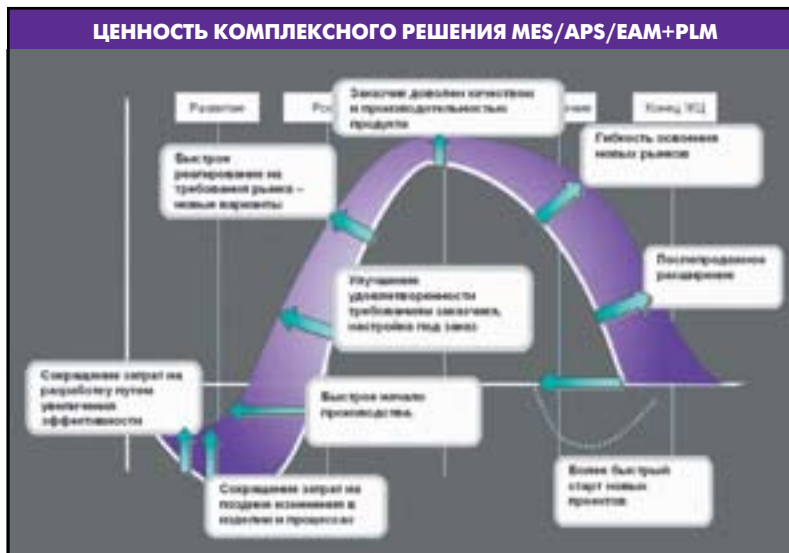 ЦЕННОСТЬ КОМПЛЕКСНОГО РЕШЕНИЯ MES/APS/EAM+PLM
Развитие
Конец ЖЦ
Заказчик доволен качеством
и производительностью
продукта
Быстрое
реагирование на
требования рынка –
новые варианты
Гибкость освоения
новых рынков
Послепродажное
расширение
Улучшение
удовлетворенности
требованиям заказчика,
настройка под заказ
Сокращение затрат на
разработку путем
увеличения
эффективности
Быстрое начало
производства,
Сокращение затрат на
поздние изменения в
изделии и процессах
Более быстрый
старт новых
проектов